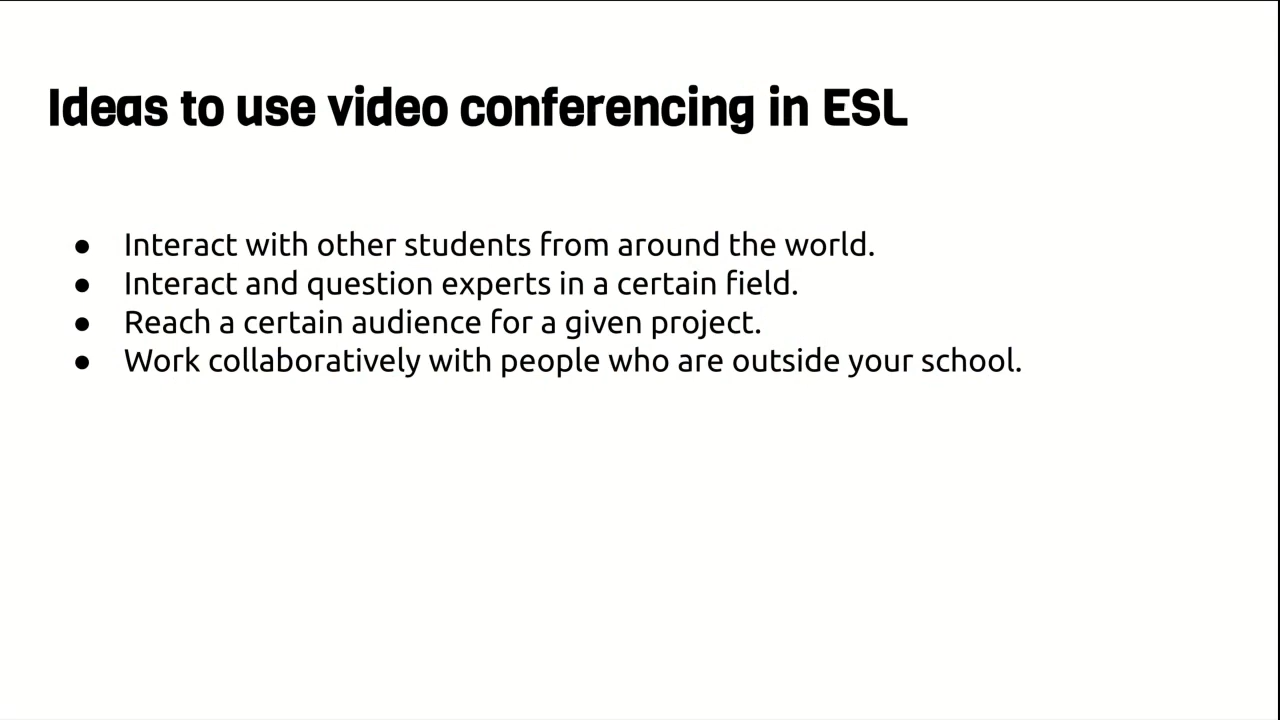 Ideas to use video conferencing in ESL
● Interact with other students from around the world.
● Interact and question experts in a certain field.
● Reach a certain audience for a given project.
● Work collaboratively with people who are outside your school.